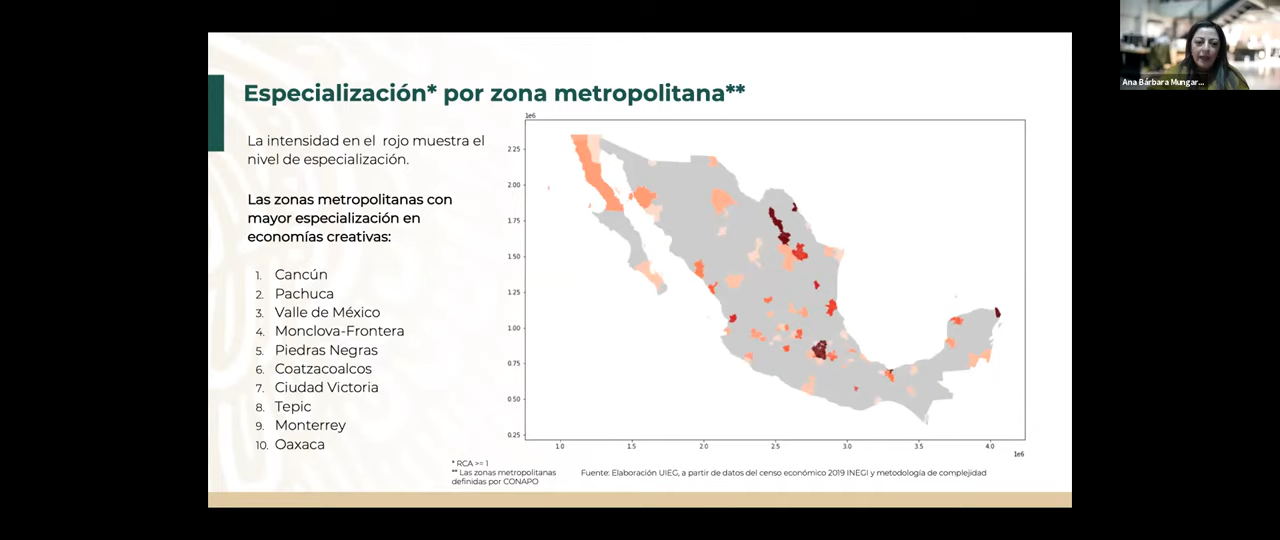 Especialización* por zona metropolitana**
La intensidad en el rojo muestra el
nivel de especialización.
Las zonas metropolitanas con
mayor especialización en
economías creativas:
1. Cancún
2. Pachuca
3. Valle de México
4. Monclova-Frontera
5. Piedras Negras
6. Coatzacoalcos
7. Ciudad Victoria
8. Tepic
9. Monterrey
10. Oaxaca
1e6
2.25
2.00
1.75
1.50
1.25
1.00
0.75
0.50
0.25
1.0 1.5 2.0 2.5 3.0 3.5 4.0
1e6
* RCA >= 1
** Las zonas metropolitanas
definidas por CONAPO
Fuente: Elaboración UIEG, a partir de datos del censo económico 2019 INEGI y metodología de complejidad
Ana Bárbara Mungar...